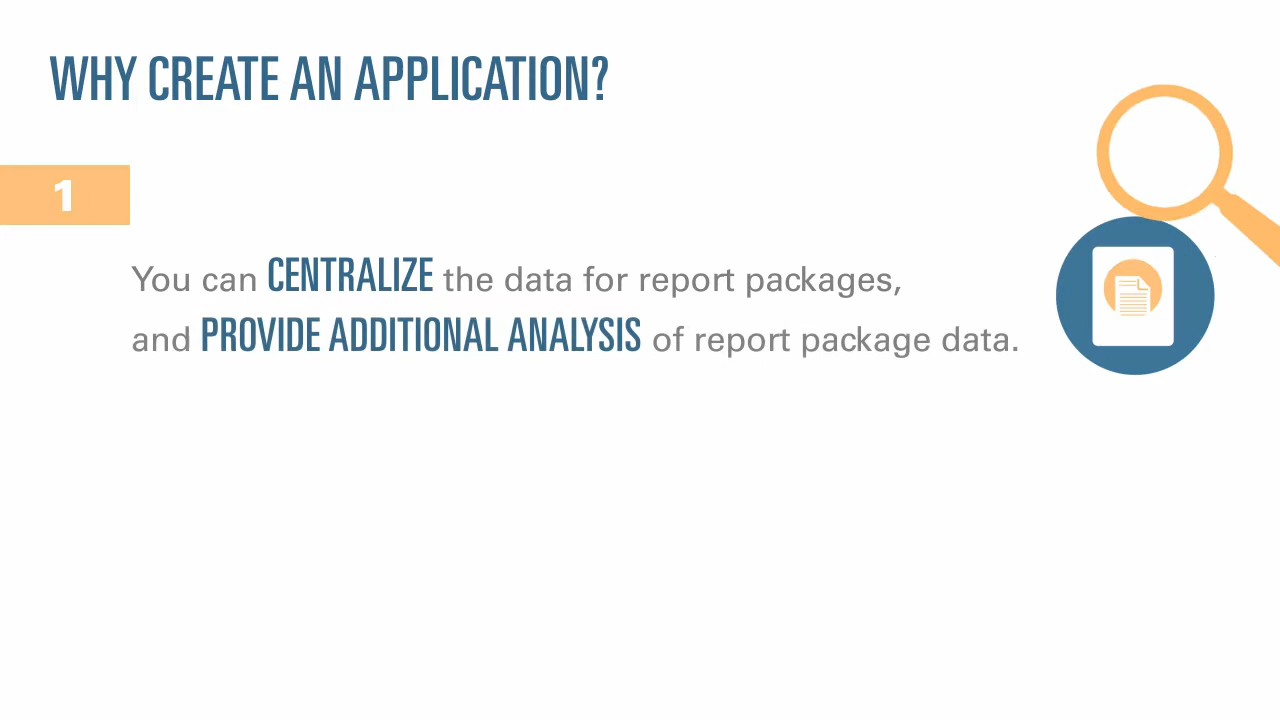 WHY CREATE AN APPLICATION?
1
You can CENTRALIZE the data for report packages,
and PROVIDE ADDITIONAL ANALYSIS of report package data.